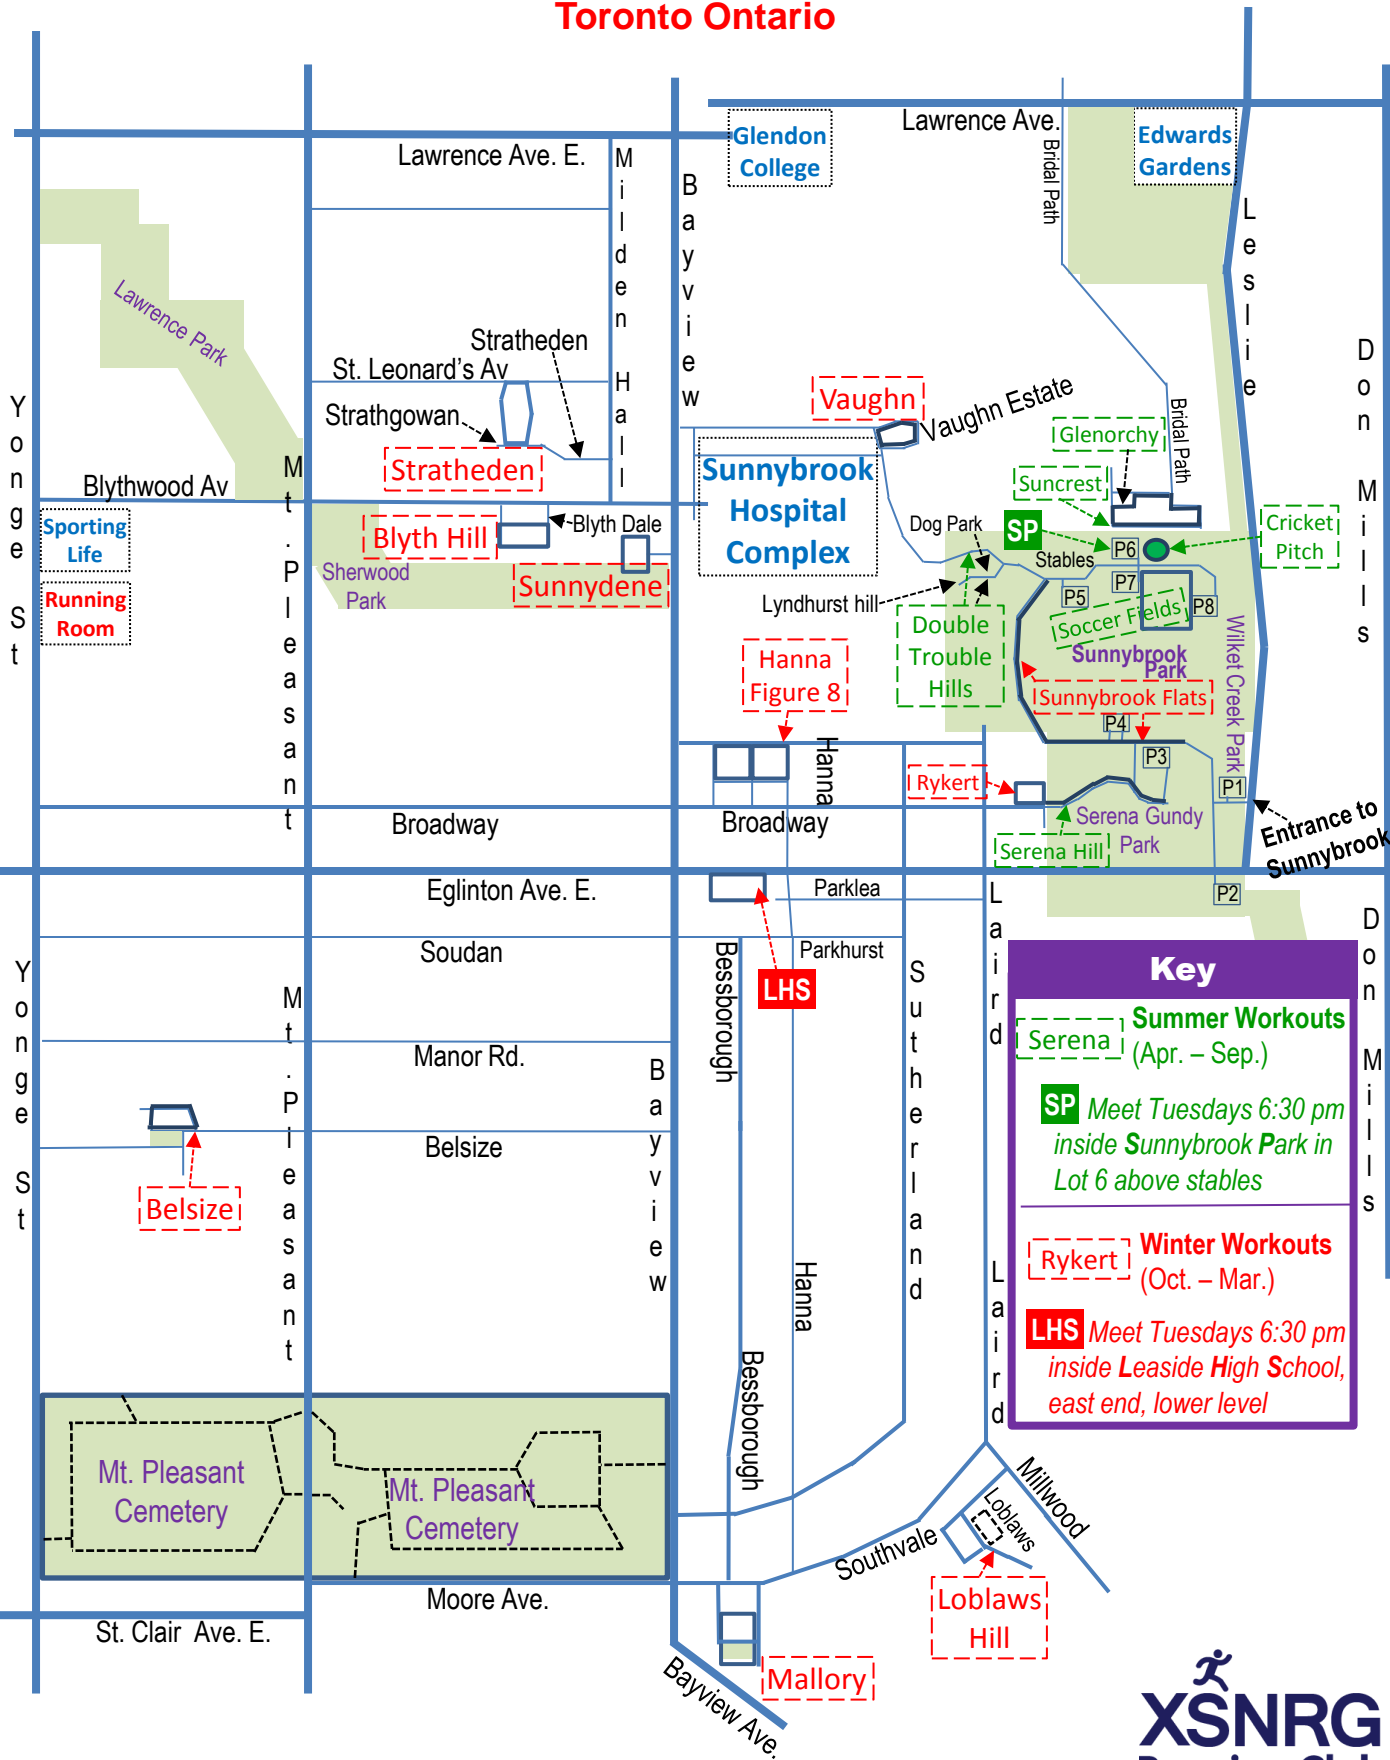 Toronto Ontario
Lawrence Ave. E.
Lawrence Ave.
Glendon
College
Edwards
Gardens
Milden Hall
Bayview
Bridal Path
Leslie
Lawrence Park
Stratheden
St. Leonard's Av
Strathgowan
Stratheden
Vaughn
Vaughn Estate
Bridal Path
Don Mills
Yonge St
Mt. Pleasant
Blythwood Av
Sporting
Life
Running
Room
Blyth Hill
Blyth Dale
Sunnydene
Sherwood
Park
Sunnybrook
Hospital
Complex
Glenorchy
Suncrest
SP
Cricket
Pitch
Dog Park
Stables
P6
P7
P5
P8
Lyndhurst hill
Double
Trouble
Hills
Soccer Fields
Sunnybrook
Park
Wilket Creek Park
Hanna
Figure 8
Sunnybrook Flats
P4
P3
P1
Hanna
Rykert
Broadway
Broadway
Serena Gundy
Park
Serena Hill
Entrance to
Sunnybrook
Eglinton Ave. E.
Parklea
P2
Soudan
Parkhurst
LHS
Bessborough
Sutherland
Laird
Don Mills
Yonge St
Mt. Pleasant
Manor Rd.
Bayview
Belsize
Belsize
Hanna
Laird
Bessborough
Key
Serena
Summer Workouts
(Apr. – Sep.)
SP Meet Tuesdays 6:30 pm
inside Sunnybrook Park in
Lot 6 above stables
Rykert
Winter Workouts
(Oct. – Mar.)
LHS Meet Tuesdays 6:30 pm
inside Leaside High School,
east end, lower level
Mt. Pleasant
Cemetery
Mt. Pleasant
Cemetery
Millwood
Loblaws
Southvale
Loblaws
Hill
Moore Ave.
St. Clair Ave. E.
Mallory
Bayview Ave.
XSNRG
Running Club